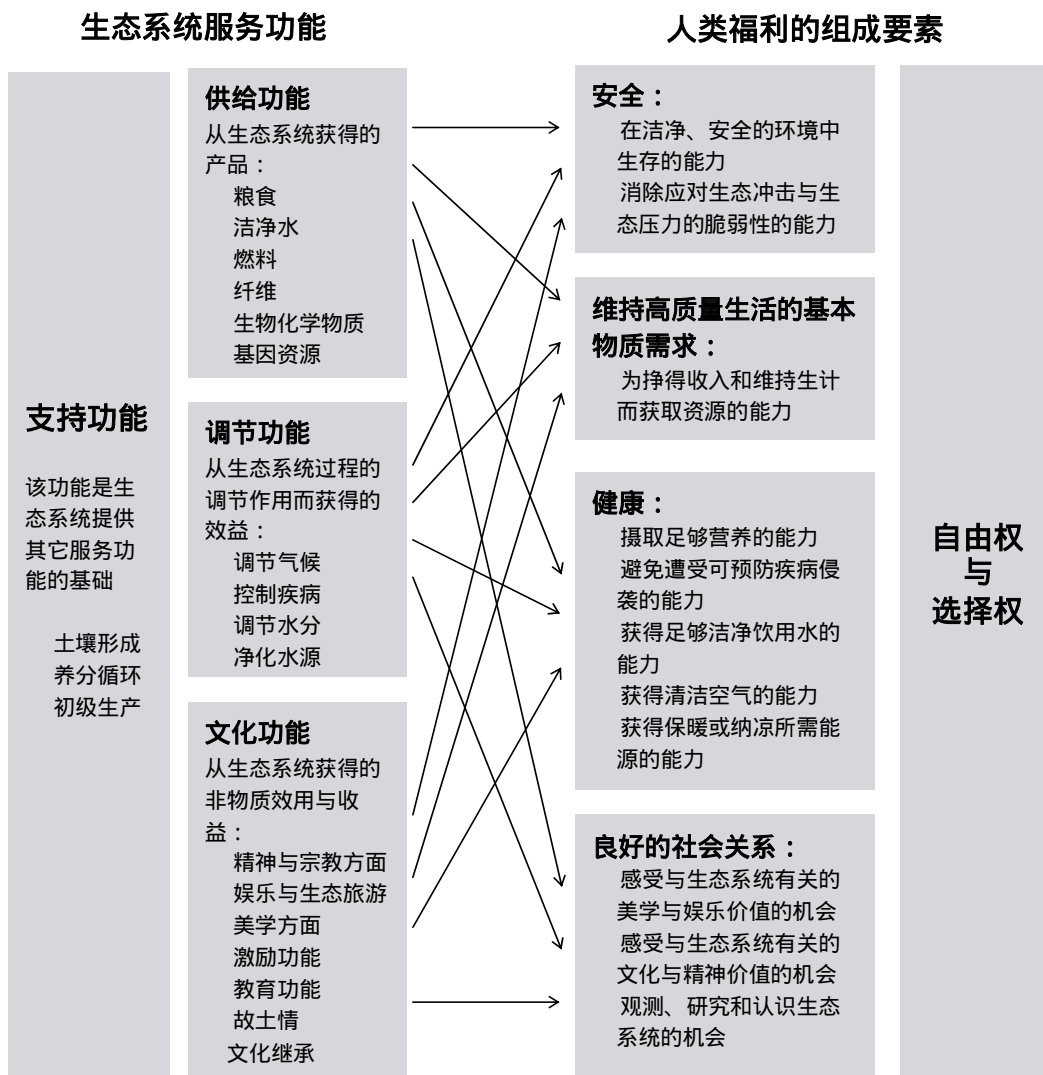 生态系统服务功能
人类福利的组成要素
支持功能
该功能是生
态系统提供
其它服务功
能的基础
土壤形成
养分循环
初级生产
供给功能
从生态系统获得的
产品：
粮食
洁净水
燃料
纤维
生物化学物质
基因资源
调节功能
从生态系统过程的
调节作用而获得的
效益：
调节气候
控制疾病
调节水分
净化水源
文化功能
从生态系统获得的
非物质效用与收
益：
精神与宗教方面
娱乐与生态旅游
美学方面
激励功能
教育功能
故土情
文化继承
安全：
在洁净、安全的环境中
生存的能力
消除应对生态冲击与生
态压力的脆弱性的能力
维持高质量生活的基本
物质需求：
为挣得收入和维持生计
而获取资源的能力
健康：
摄取足够营养的能力
避免遭受可预防疾病侵
袭的能力
获得足够洁净饮用水的
能力
获得清洁空气的能力
获得保暖或纳凉所需能
源的能力
良好的社会关系：
感受与生态系统有关的
美学与娱乐价值的机会
感受与生态系统有关的
文化与精神价值的机会
观测、研究和认识生态
系统的机会
自由权
与
选择权